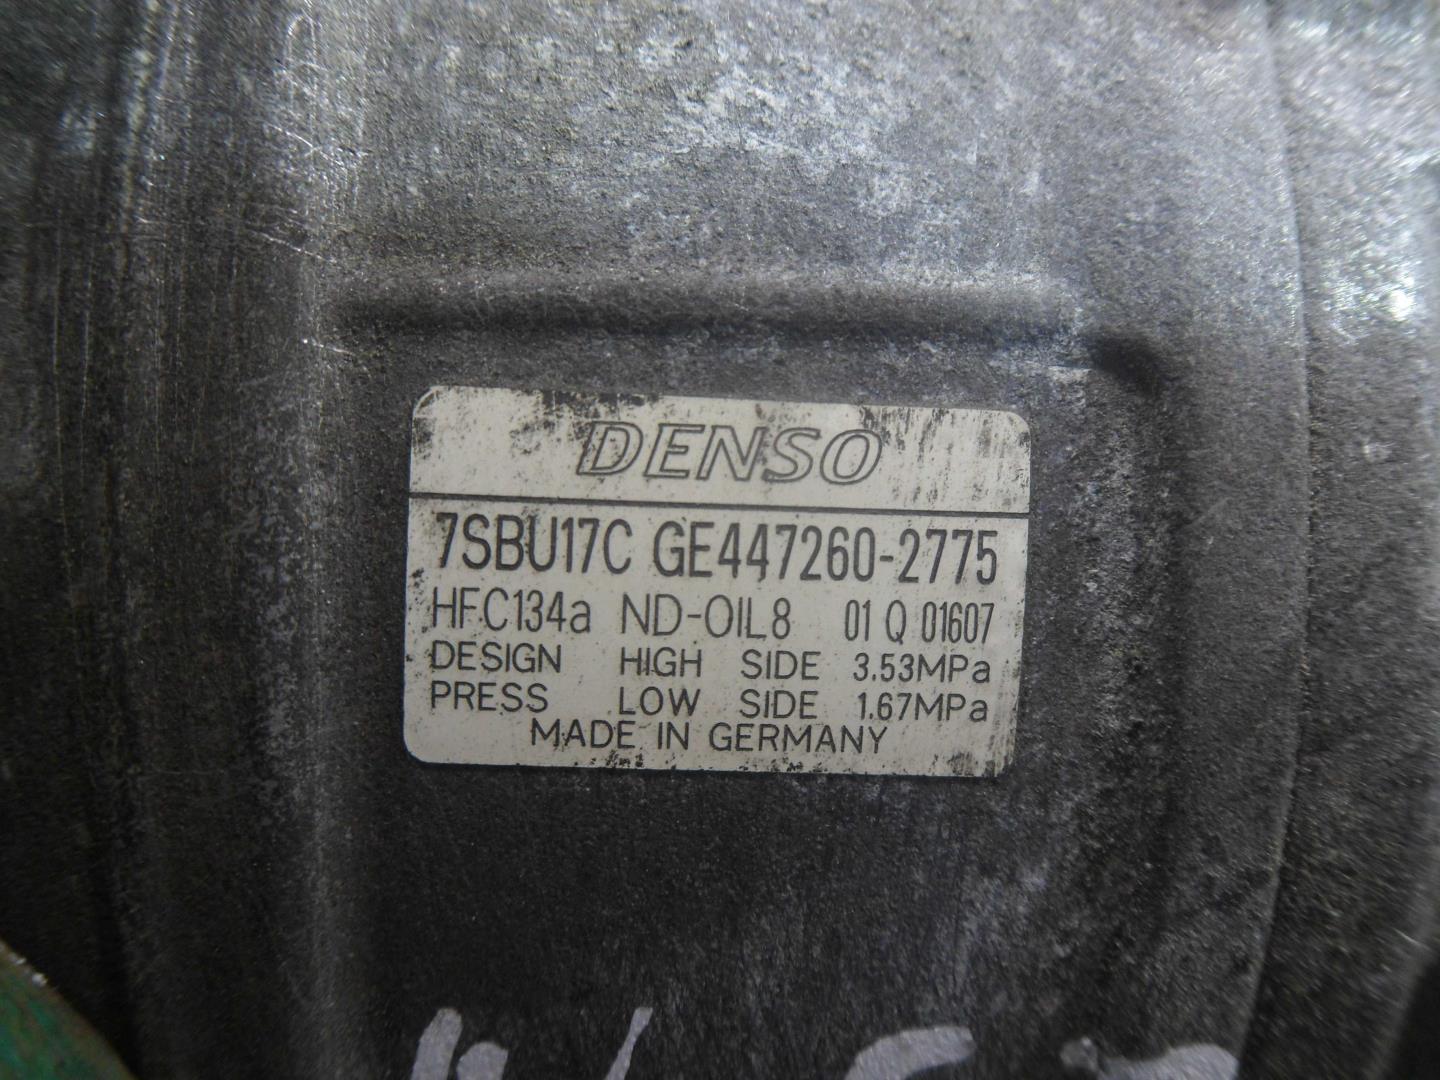 DENSO
7SBU17C GE447260-2775
HFC134a ND-OIL8 01 Q 01607
DESIGN HIGH SIDE 3.53MPa
PRESS LOW SIDE 1.67MPa
MADE IN GERMANY